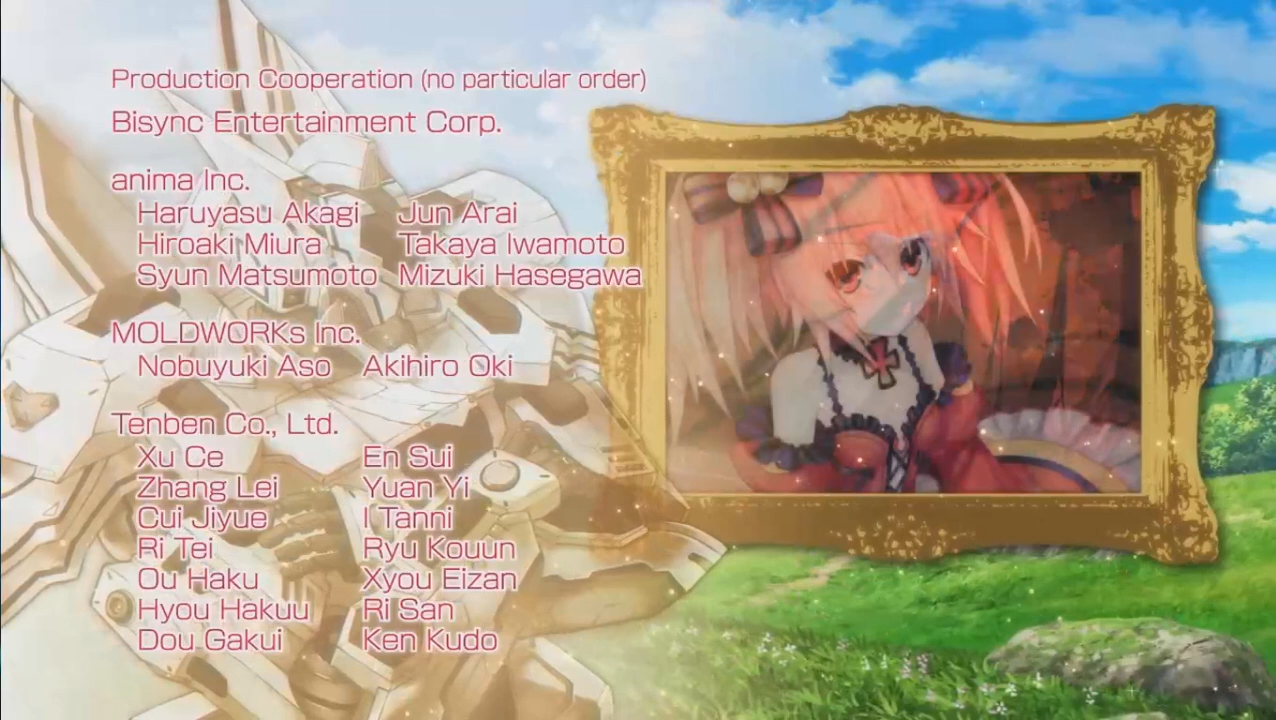 Production Cooperation (no particular order)
Bisync Entertainment Corp.
anima Inc.
Haruyasu Akagi Jun Arai
Hiroaki Miura Takaya Iwamoto
Syun Matsumoto Mizuki Hasegawa
MOLDWORKs Inc.
Nobuyuki Aso Akihiro Oki
Tenben Co., Ltd.
Xu Ce En Sui
Zhang Lei Yuan Yi
Cui Jiyue I Tanni
Ri Tei Ryu Kouun
Ou Haku Xyou Eizan
Hyou Hakuu Ri San
Dou Gakui Ken Kudo